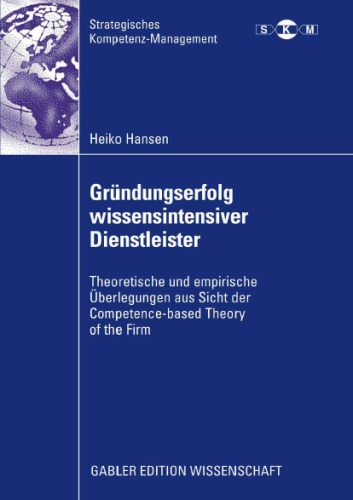 Strategisches
Kompetenz-Management
S K M
Heiko Hansen
Gründungserfolg
wissensintensiver
Dienstleister
Theoretische und empirische
Überlegungen aus Sicht der
Competence-based Theory
of the Firm
GABLER EDITION WISSENSCHAFT